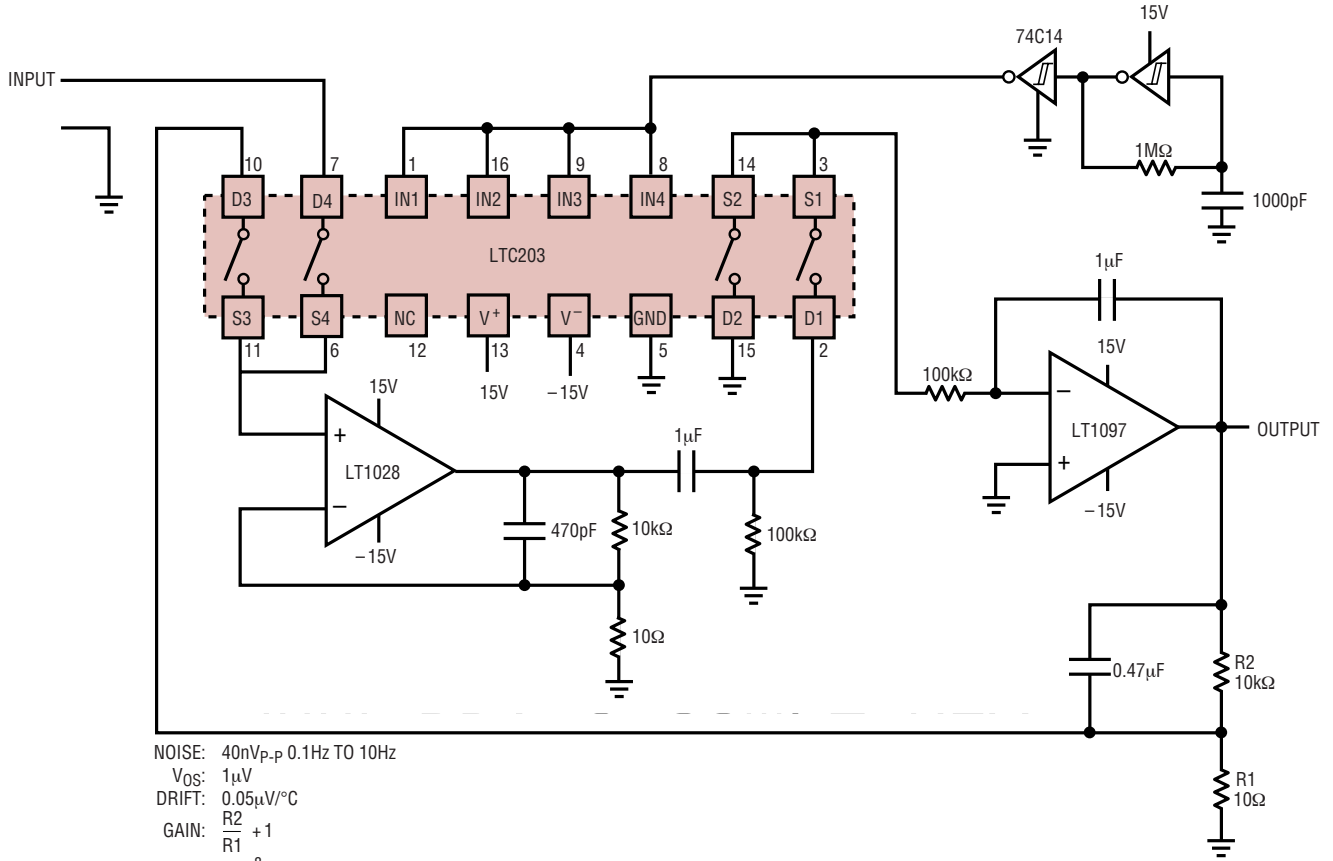 15V
74C14
INPUT
10
7
1
16
9
8
14
3
1MΩ
1000pF
D3
D4
IN1
IN2
IN3
IN4
S2
S1
LTC203
1µF
S3
S4
NC
V+
V−
GND
D2
D1
11
6
12
13
4
5
15
2
15V
15V
−15V
15V
100kΩ
−
+
LT1097
OUTPUT
−15V
1µF
+
−
LT1028
−15V
470pF
10kΩ
100kΩ
10Ω
0.47µF
R2
10kΩ
R1
10Ω
NOISE: 40nVP-P 0.1Hz TO 10Hz
VOS: 1µV
DRIFT: 0.05µV/°C
GAIN: R2/R1 + 1